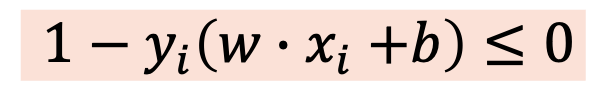 1 − yᵢ(w · xᵢ +b) ≤ 0